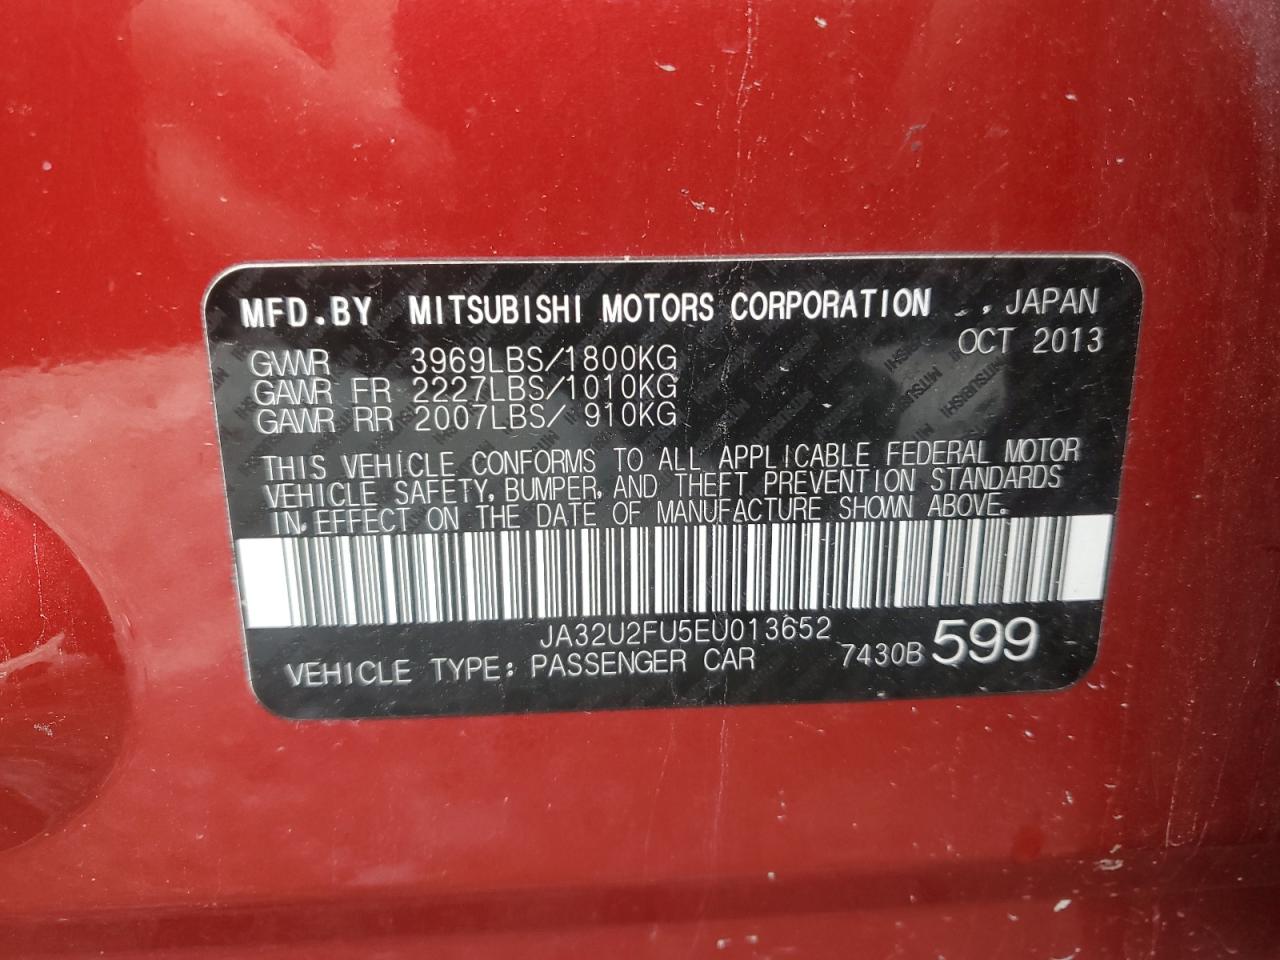 MFD.BY MITSUBISHI MOTORS CORPORATION , JAPAN
OCT 2013
GVWR 3969LBS/1800KG
GAWR FR 2227LBS/1010KG
GAWR RR 2007LBS/ 910KG
THIS VEHICLE CONFORMS TO ALL APPLICABLE FEDERAL MOTOR
VEHICLE SAFETY, BUMPER, AND THEFT PREVENTION STANDARDS
IN EFFECT ON THE DATE OF MANUFACTURE SHOWN ABOVE.
JA32U2FU5EU013652
VEHICLE TYPE: PASSENGER CAR 7430B 599